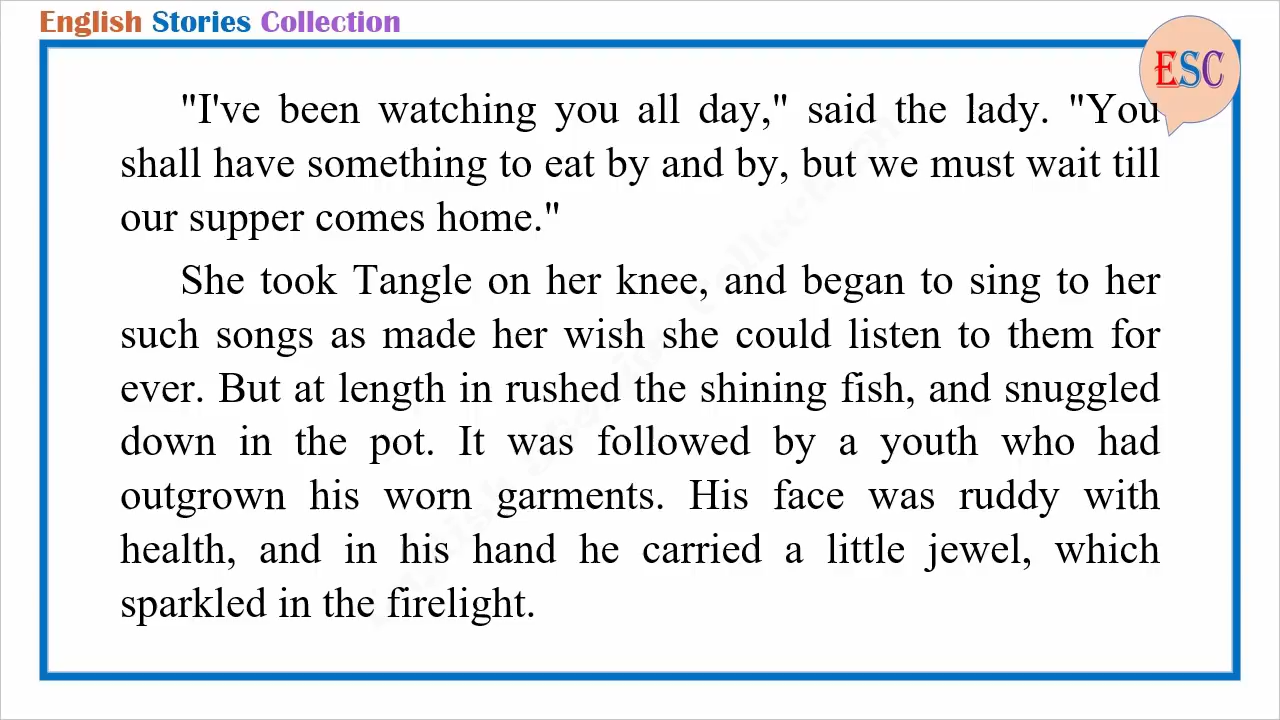 English Stories Collection
ESC
"I've been watching you all day," said the lady. "You
shall have something to eat by and by, but we must wait till
our supper comes home."
She took Tangle on her knee, and began to sing to her
such songs as made her wish she could listen to them for
ever. But at length in rushed the shining fish, and snuggled
down in the pot. It was followed by a youth who had
outgrown his worn garments. His face was ruddy with
health, and in his hand he carried a little jewel, which
sparkled in the firelight.